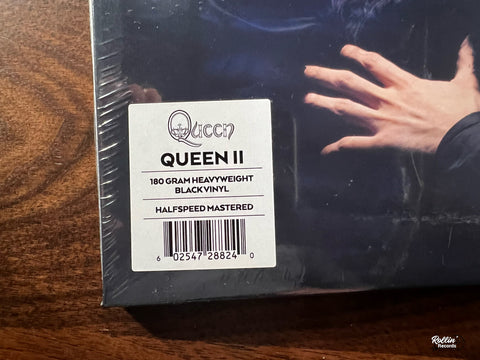 Queen
QUEEN II
180 GRAM HEAVYWEIGHT
BLACK VINYL
HALFSPEED MASTERED
6 02547 28824 0
Rollin'
Records